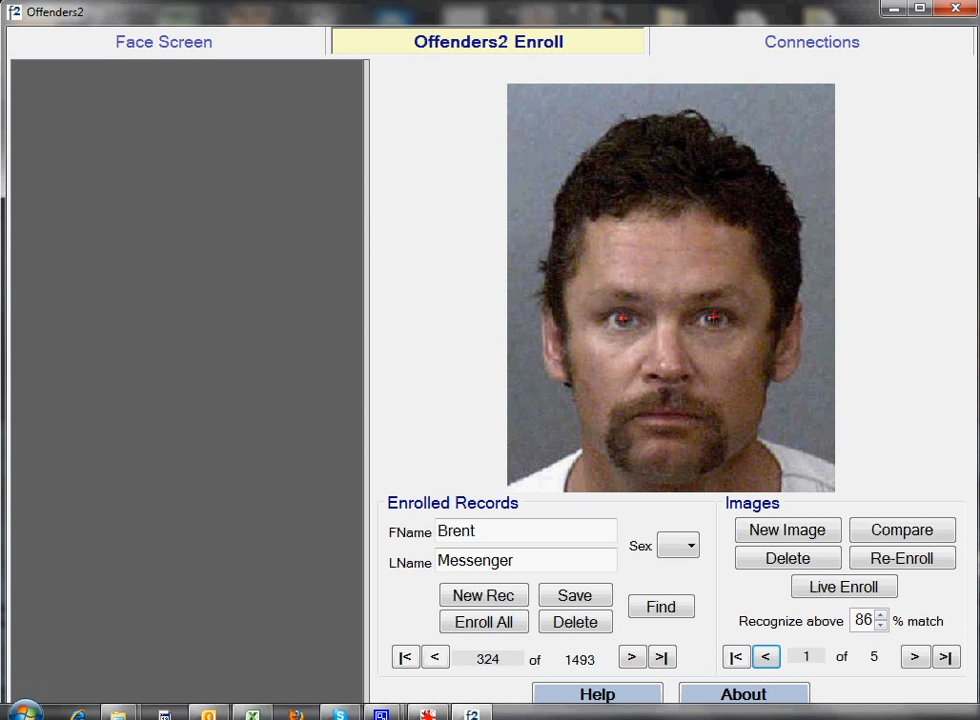 f2 Offenders2
Face Screen Offenders2 Enroll Connections
Enrolled Records
FName Brent
LName Messenger
Sex
New Rec Save
Enroll All Delete
Find
|< < 324 of 1493 > >|
Images
New Image Compare
Delete Re-Enroll
Live Enroll
Recognize above 86 % match
|< < 1 of 5 > >|
Help About
f2